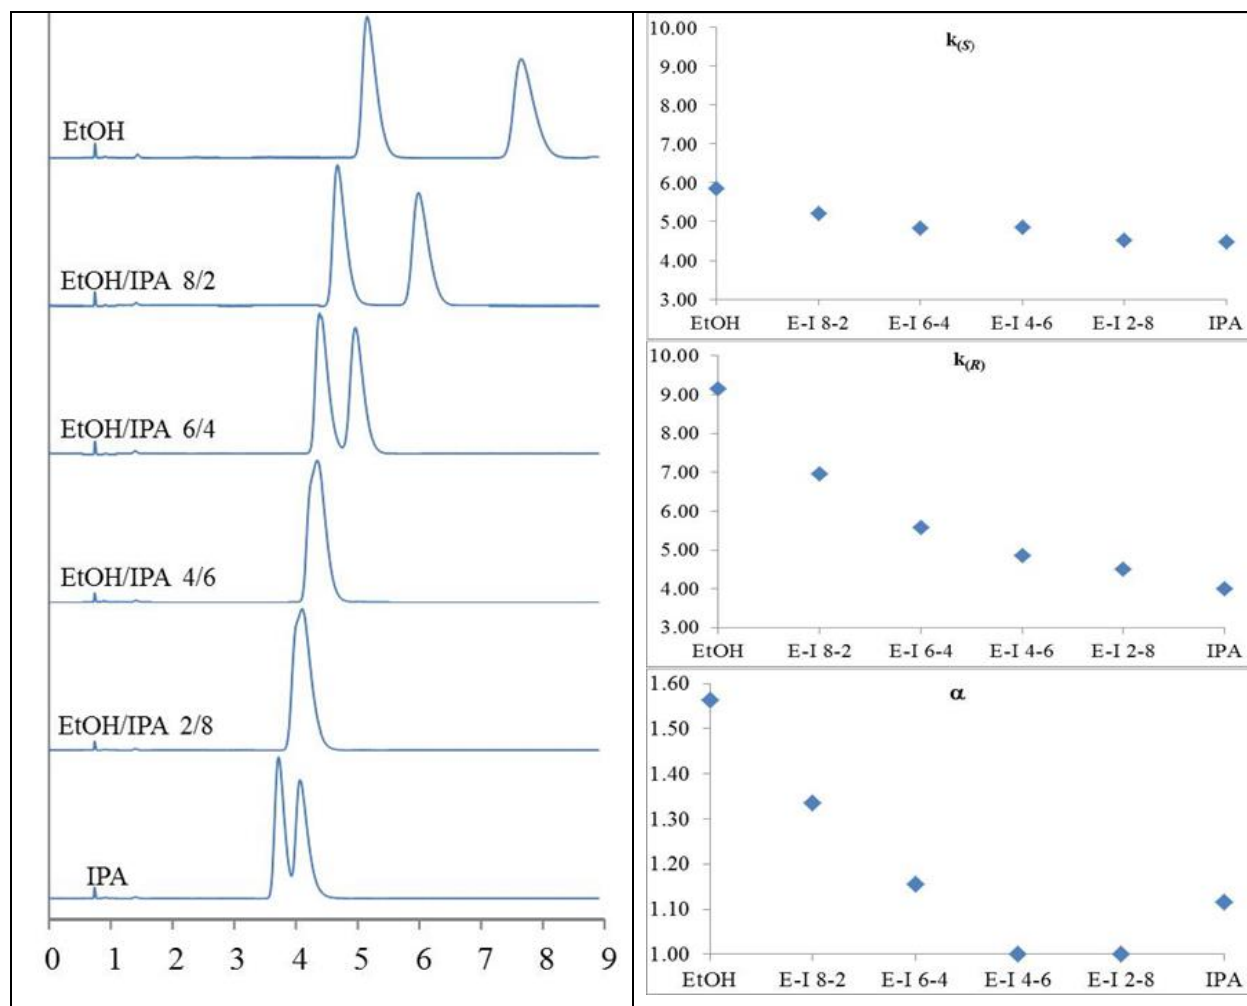 EtOH
EtOH/IPA 8/2
EtOH/IPA 6/4
EtOH/IPA 4/6
EtOH/IPA 2/8
IPA
0 1 2 3 4 5 6 7 8 9
k(S)
10.00
9.00
8.00
7.00
6.00
5.00
4.00
3.00
EtOH E-I 8-2 E-I 6-4 E-I 4-6 E-I 2-8 IPA
k(R)
10.00
9.00
8.00
7.00
6.00
5.00
4.00
3.00
EtOH E-I 8-2 E-I 6-4 E-I 4-6 E-I 2-8 IPA
α
1.60
1.50
1.40
1.30
1.20
1.10
1.00
EtOH E-I 8-2 E-I 6-4 E-I 4-6 E-I 2-8 IPA